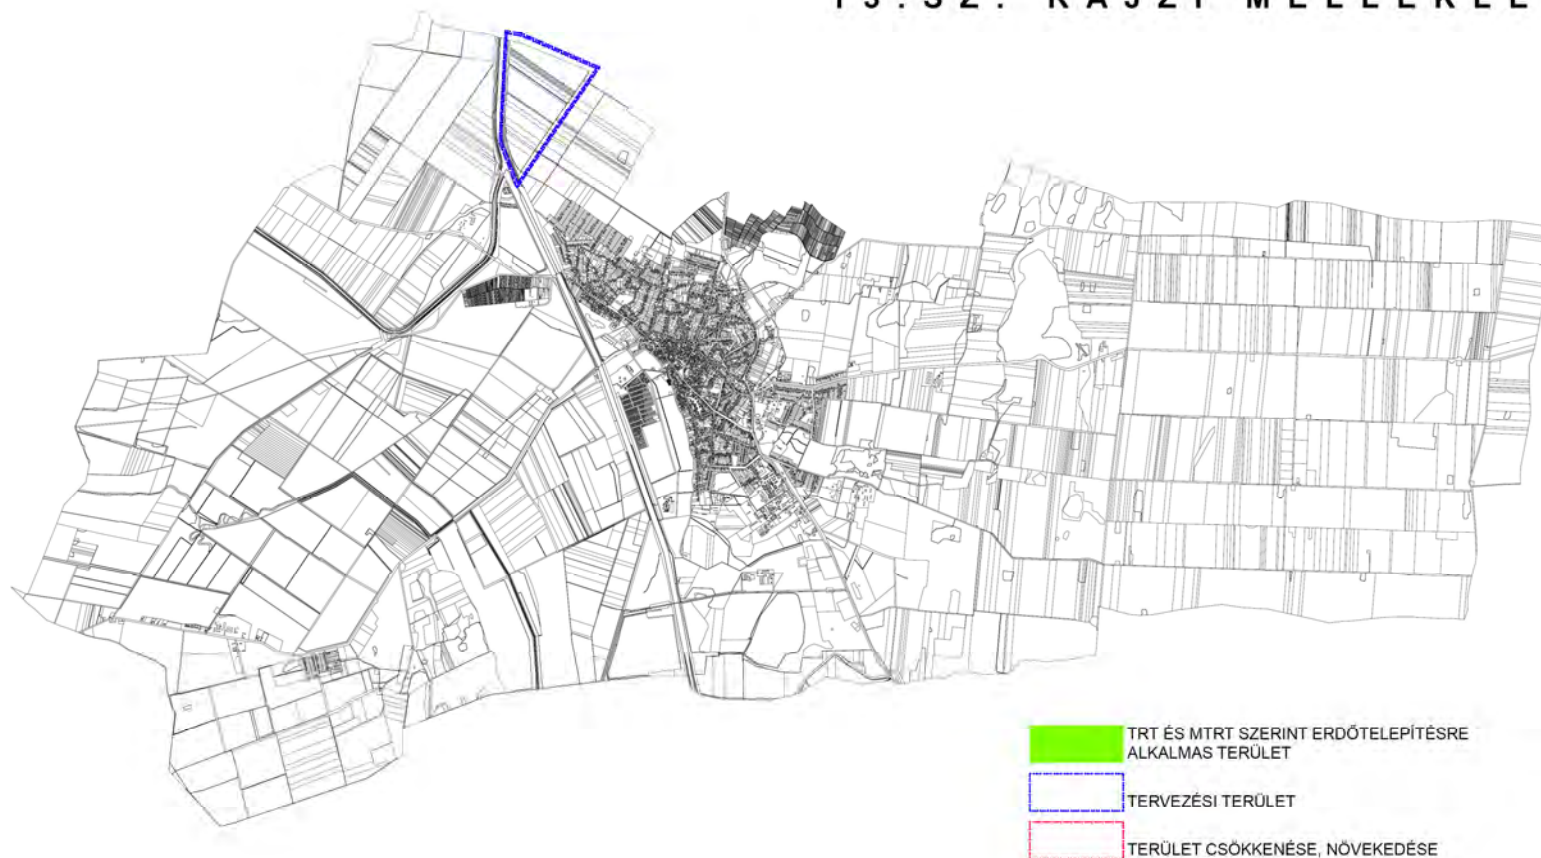 TRT ÉS MTRT SZERINT ERDŐTELEPÍTÉSRE
ALKALMAS TERÜLET
TERVEZÉSI TERÜLET
TERÜLET CSÖKKENÉSE, NÖVEKEDÉSE